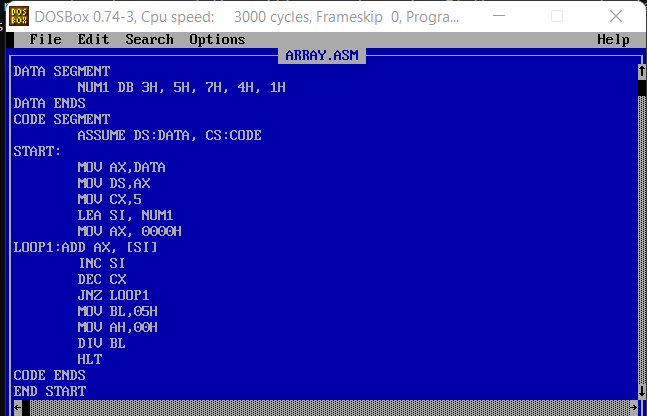 DOSBox 0.74-3, Cpu speed: 3000 cycles, Frameskip 0, Progra...
File Edit Search Options Help
ARRAY.ASM
DATA SEGMENT
NUM1 DB 3H, 5H, 7H, 4H, 1H
DATA ENDS
CODE SEGMENT
ASSUME DS:DATA, CS:CODE
START:
MOV AX,DATA
MOV DS,AX
MOV CX,5
LEA SI, NUM1
MOV AX, 0000H
LOOP1:ADD AX, [SI]
INC SI
DEC CX
JNZ LOOP1
MOV BL,05H
MOV AH,00H
DIV BL
HLT
CODE ENDS
END START